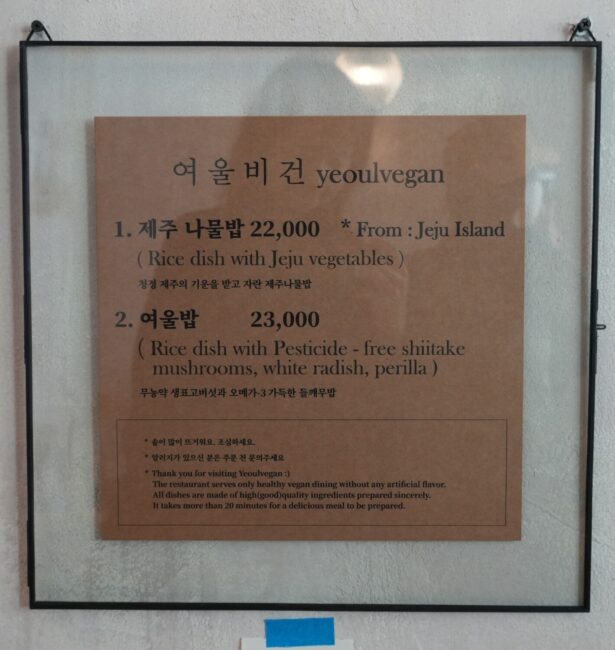 여울비건 yeoulvegan
1. 제주 나물밥 22,000 * From : Jeju Island
( Rice dish with Jeju vegetables )
청정 제주의 기운을 받고 자란 제주나물밥
2. 여울밥 23,000
( Rice dish with Pesticide - free shiitake
mushrooms, white radish, perilla )
무농약 생표고버섯과 오메가-3 가득한 들깨무밥
* 솥이 많이 뜨거워요. 조심하세요.
* 알러지가 있으신 분은 주문 전 문의주세요
* Thank you for visiting Yeoulvegan :)
The restaurant serves only healthy vegan dining without any artificial flavor.
All dishes are made of high(good)quality ingredients prepared sincerely.
It takes more than 20 minutes for a delicious meal to be prepared.